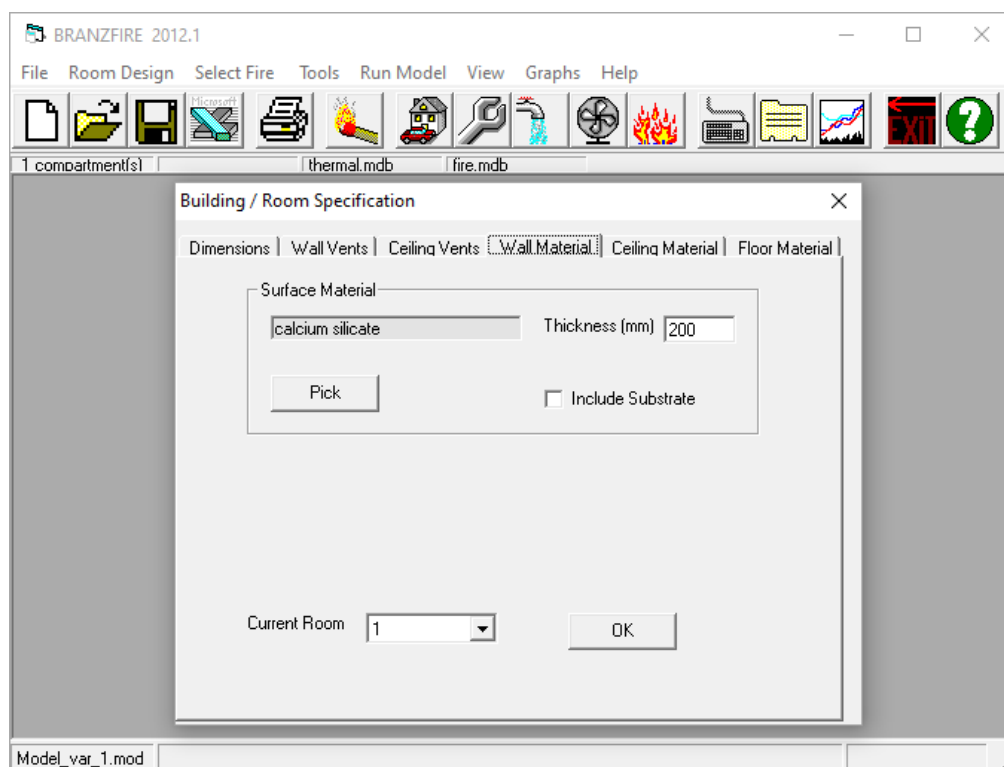 BRANZFIRE 2012.1
File Room Design Select Fire Tools Run Model View Graphs Help
Microsoft
EXIT
1 compartment(s) thermal.mdb fire.mdb
Building / Room Specification
Dimensions Wall Vents Ceiling Vents Wall Material Ceiling Material Floor Material
Surface Material
calcium silicate Thickness (mm) 200
Pick Include Substrate
Current Room 1 OK
Model_var_1.mod